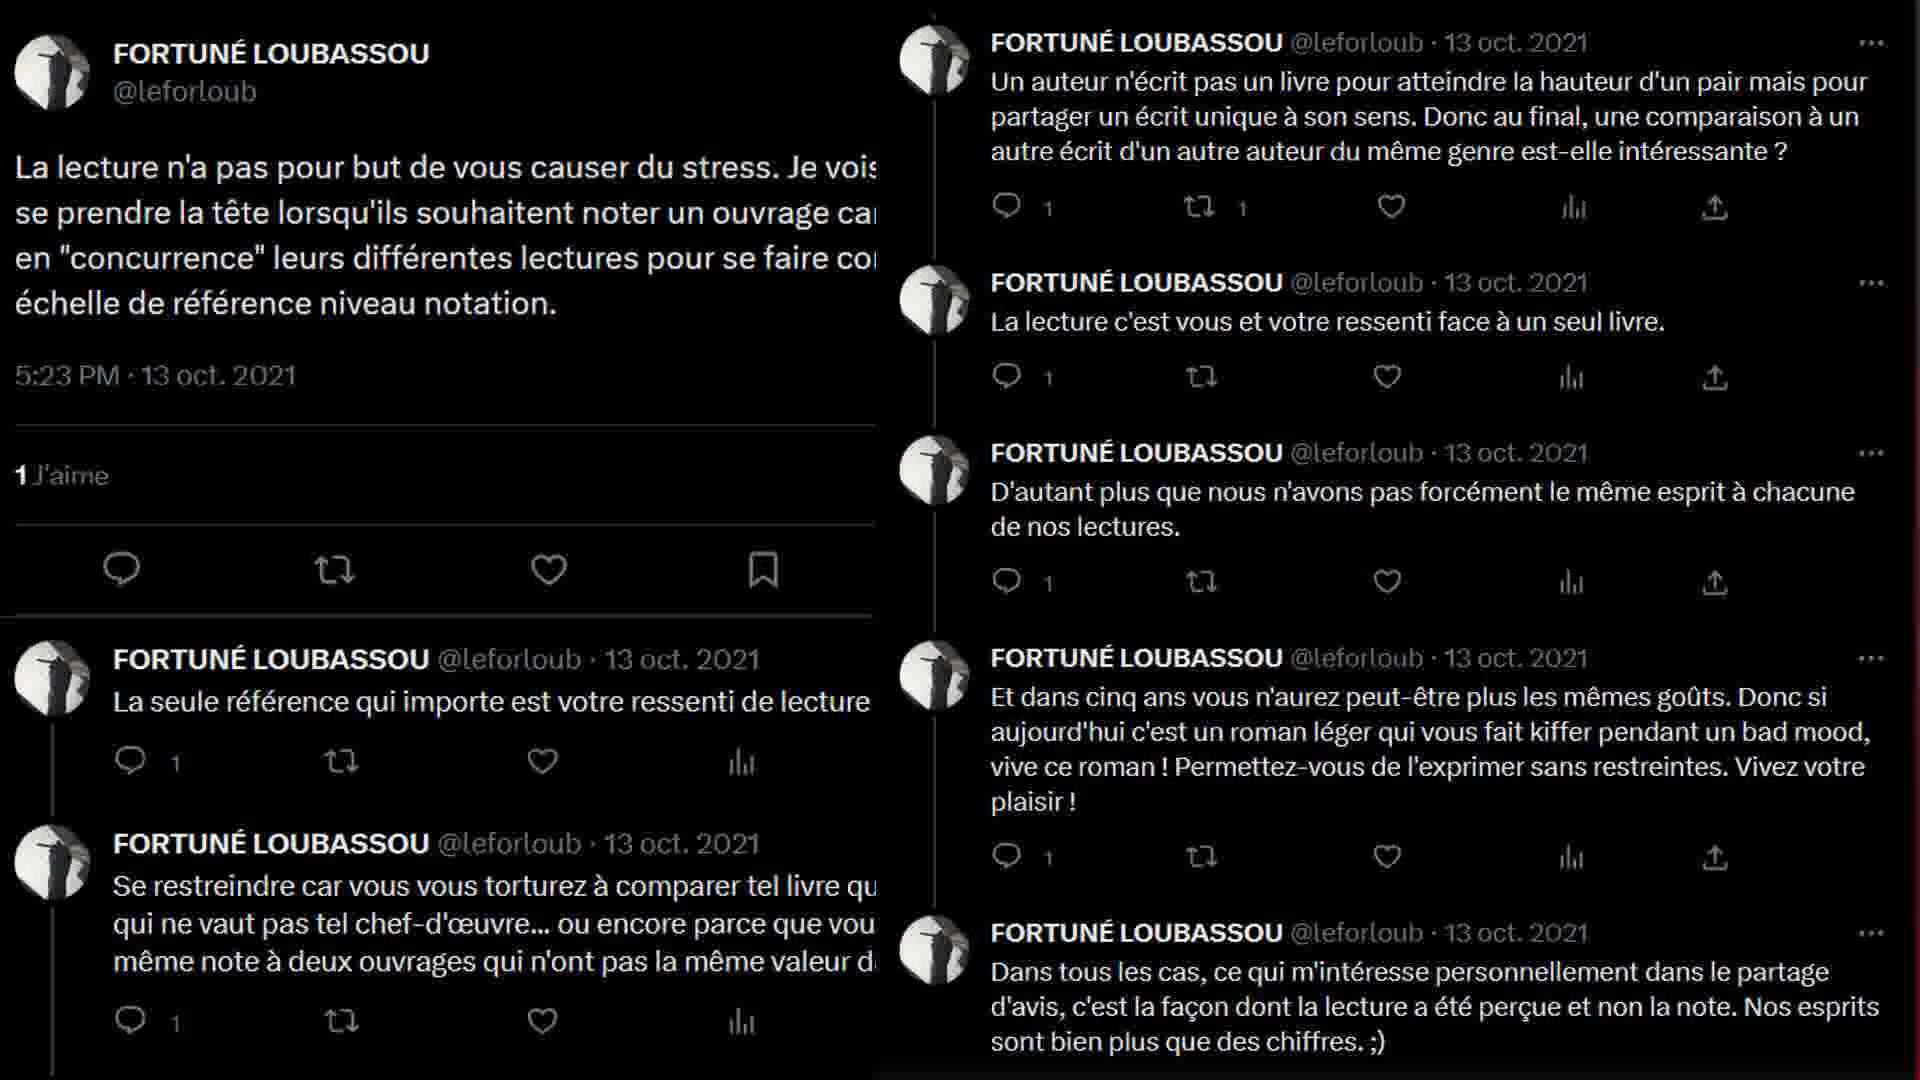 FORTUNÉ LOUBASSOU
@leforloub
La lecture n'a pas pour but de vous causer du stress. Je vois
se prendre la tête lorsqu'ils souhaitent noter un ouvrage
en "concurrence" leurs différentes lectures pour se faire
échelle de référence niveau notation.
5:23 PM · 13 oct. 2021
1 J'aime
FORTUNÉ LOUBASSOU @leforloub · 13 oct. 2021
La seule référence qui importe est votre ressenti de lecture
1
FORTUNÉ LOUBASSOU @leforloub · 13 oct. 2021
Se restreindre car vous vous torturez à comparer tel livre
qui ne vaut pas tel chef-d'œuvre... ou encore parce que
même note à deux ouvrages qui n'ont pas la même valeur
1
FORTUNÉ LOUBASSOU @leforloub · 13 oct. 2021
Un auteur n'écrit pas un livre pour atteindre la hauteur d'un pair mais pour
partager un écrit unique à son sens. Donc au final, une comparaison à un
autre écrit d'un autre auteur du même genre est-elle intéressante ?
1 1
FORTUNÉ LOUBASSOU @leforloub · 13 oct. 2021
La lecture c'est vous et votre ressenti face à un seul livre.
1
FORTUNÉ LOUBASSOU @leforloub · 13 oct. 2021
D'autant plus que nous n'avons pas forcément le même esprit à chacune
de nos lectures.
1
FORTUNÉ LOUBASSOU @leforloub · 13 oct. 2021
Et dans cinq ans vous n'aurez peut-être plus les mêmes goûts. Donc si
aujourd'hui c'est un roman léger qui vous fait kiffer pendant un bad mood,
vive ce roman ! Permettez-vous de l'exprimer sans restreintes. Vivez votre
plaisir !
1
FORTUNÉ LOUBASSOU @leforloub · 13 oct. 2021
Dans tous les cas, ce qui m'intéresse personnellement dans le partage
d'avis, c'est la façon dont la lecture a été perçue et non la note. Nos esprits
sont bien plus que des chiffres. ;)